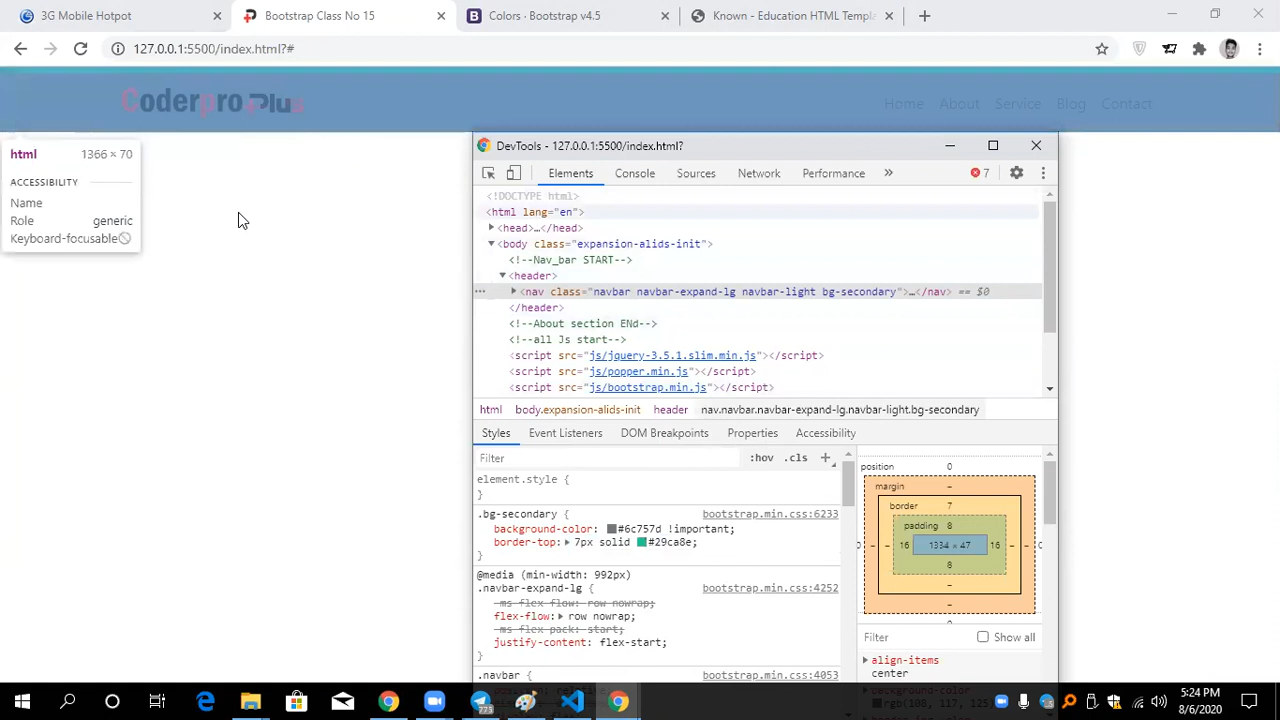 3G Mobile Hotpot
Bootstrap Class No 15
Colors · Bootstrap v4.5
Known - Education HTML Templa
127.0.0.1:5500/index.html?#
Coderpro Plus
Home About Service Blog Contact
html 1366 × 70
ACCESSIBILITY
Name
Role generic
Keyboard-focusable
DevTools - 127.0.0.1:5500/index.html?
Elements Console Sources Network Performance » 7
<!DOCTYPE html>
<html lang="en">
<head>…</head>
<body class="expansion-alids-init">
<!--Nav_bar START-->
<header>
<nav class="navbar navbar-expand-lg navbar-light bg-secondary">…</nav> == $0
</header>
<!--About section ENd-->
<!--all Js start-->
<script src="js/jquery-3.5.1.slim.min.js"></script>
<script src="js/popper.min.js"></script>
<script src="js/bootstrap.min.js"></script>
html body.expansion-alids-init header nav.navbar.navbar-expand-lg.navbar-light.bg-secondary
Styles Event Listeners DOM Breakpoints Properties Accessibility
Filter :hov .cls +
element.style {
}
.bg-secondary { bootstrap.min.css:6233
background-color: #6c757d !important;
border-top: 7px solid #29ca8e;
}
@media (min-width: 992px)
.navbar-expand-lg { bootstrap.min.css:4252
-ms-flex-flow: row nowrap;
flex-flow: row nowrap;
-ms-flex-pack: start;
justify-content: flex-start;
}
.navbar { bootstrap.min.css:4053
position 0
margin -
border 7
padding 8
16 1334 × 47 16
8
-
-
Filter Show all
align-items
center
background-color
rgb(108, 117, 125)
773
5:24 PM
8/6/2020